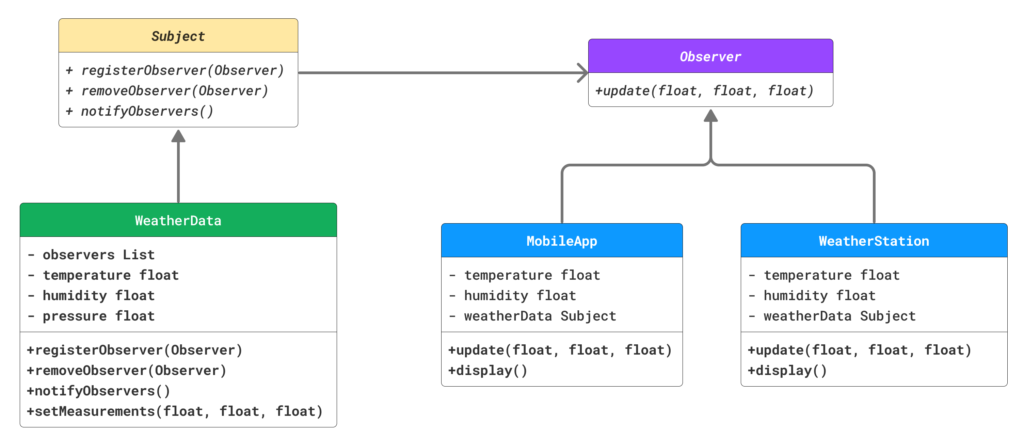 Subject
+ registerObserver(Observer)
+ removeObserver(Observer)
+ notifyObservers()
Observer
+update(float, float, float)
WeatherData
- observers List
- temperature float
- humidity float
- pressure float
+registerObserver(Observer)
+removeObserver(Observer)
+notifyObservers()
+setMeasurements(float, float, float)
MobileApp
- temperature float
- humidity float
- weatherData Subject
+update(float, float, float)
+display()
WeatherStation
- temperature float
- humidity float
- weatherData Subject
+update(float, float, float)
+display()